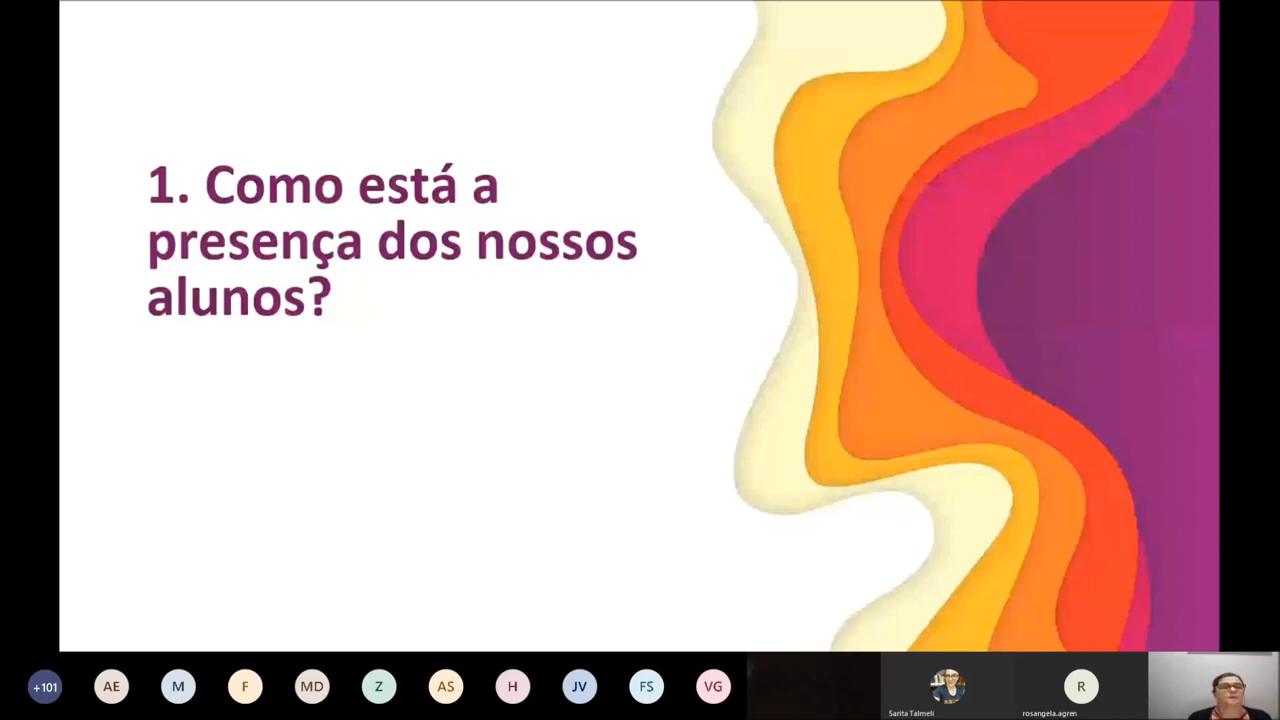 1. Como está a
presença dos nossos
alunos?
+101
AE
M
F
MD
Z
AS
H
JV
FS
VG
Sarita Talmeli
R
rosangela.agren